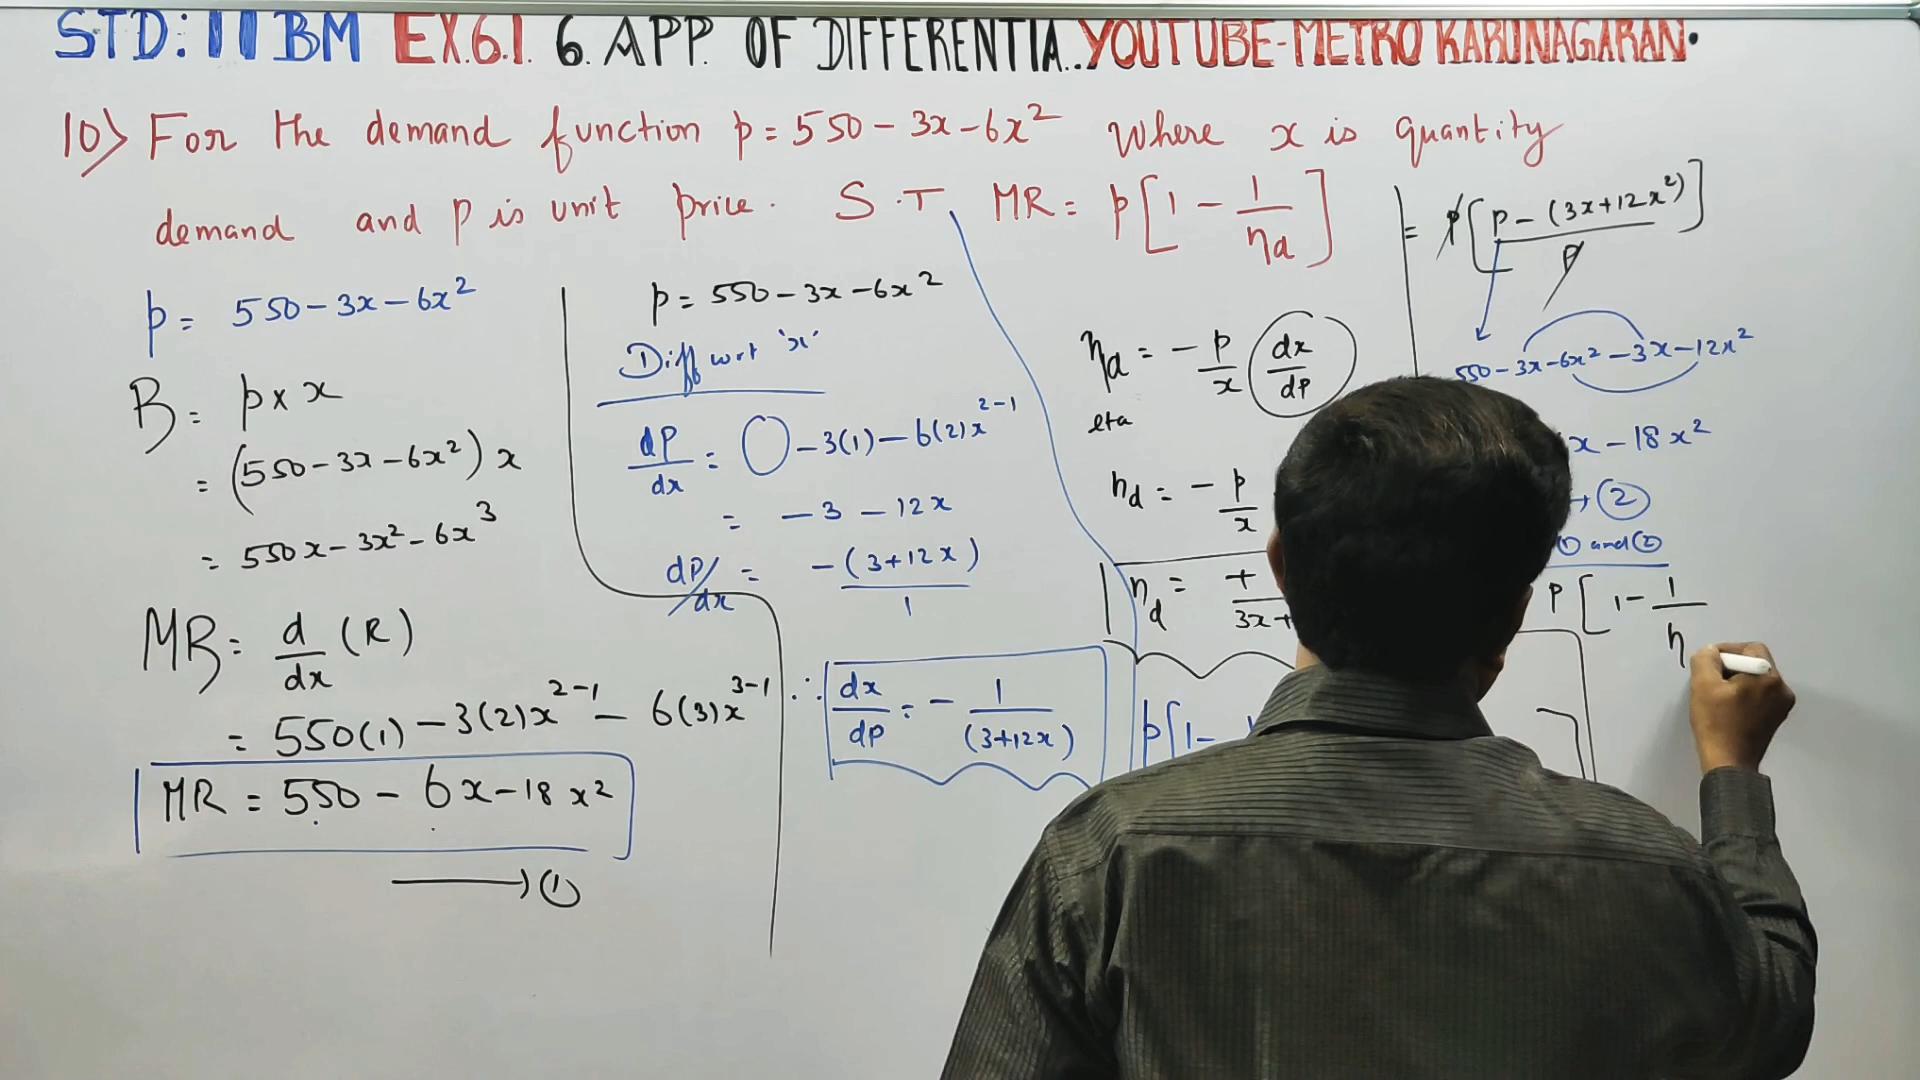 STD: 11 BM EX.6.1. 6. APP. OF DIFFERENTIA.. YOUTUBE-METRO KARUNAGARAN.
10) For the demand function p = 550 - 3x - 6x² Where x is quantity
demand and p is unit price. S.T. MR = p[1 - 1/ηd]
p = 550 - 3x - 6x²
R = p x x
= (550 - 3x - 6x²) x
= 550x - 3x² - 6x³
MR = d/dx (R)
= 550(1) - 3(2)x²⁻¹ - 6(3)x³⁻¹
MR = 550 - 6x - 18x²
→ ①
p = 550 - 3x - 6x²
Diff wrt 'x'
dP/dx = 0 - 3(1) - 6(2)x²⁻¹
= - 3 - 12x
dP/dx = -(3+12x)/1
∴ dx/dp = - 1/(3+12x)
ηd = - p/x dx/dp
eta
ηd = - p/x
ηd = +/3x+
p[1-
= p[p - (3x+12x²)/p]
550 - 3x - 6x² - 3x - 12x²
x - 18x²
→ ②
① and ②
P[1 - 1/η